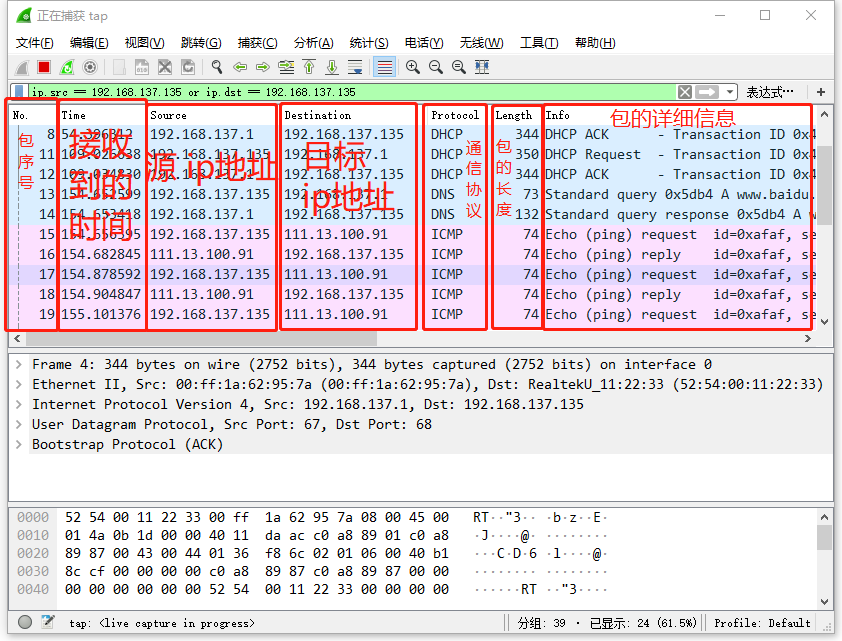 正在捕获 tap
文件(F) 编辑(E) 视图(V) 跳转(G) 捕获(C) 分析(A) 统计(S) 电话(Y) 无线(W) 工具(T) 帮助(H)
ip.src == 192.168.137.135 or ip.dst == 192.168.137.135 表达式… +
No. Time Source Destination Protocol Length Info
包序号
接收到的时间
源 ip地址
目标ip地址
通信协议
包的长度
包的详细信息
8 54.396812 192.168.137.1 192.168.137.135 DHCP 344 DHCP ACK - Transaction ID 0x4
11 192.168.137.135 192.168.137.1 DHCP 350 DHCP Request - Transaction ID 0x4
12 109.034830 192.168.137.1 192.168.137.135 DHCP 344 DHCP ACK - Transaction ID 0x4
13 154.652599 192.168.137.135 192.168.137.1 DNS 73 Standard query 0x5db4 A www.baidu.
14 154.653418 192.168.137.1 192.168.137.135 DNS 132 Standard query response 0x5db4 A w
15 154.656395 192.168.137.135 111.13.100.91 ICMP 74 Echo (ping) request id=0xafaf, se
16 154.682845 111.13.100.91 192.168.137.135 ICMP 74 Echo (ping) reply id=0xafaf, se
17 154.878592 192.168.137.135 111.13.100.91 ICMP 74 Echo (ping) request id=0xafaf, se
18 154.904847 111.13.100.91 192.168.137.135 ICMP 74 Echo (ping) reply id=0xafaf, se
19 155.101376 192.168.137.135 111.13.100.91 ICMP 74 Echo (ping) request id=0xafaf, se
Frame 4: 344 bytes on wire (2752 bits), 344 bytes captured (2752 bits) on interface 0
Ethernet II, Src: 00:ff:1a:62:95:7a (00:ff:1a:62:95:7a), Dst: RealtekU_11:22:33 (52:54:00:11:22:33)
Internet Protocol Version 4, Src: 192.168.137.1, Dst: 192.168.137.135
User Datagram Protocol, Src Port: 67, Dst Port: 68
Bootstrap Protocol (ACK)
0000 52 54 00 11 22 33 00 ff 1a 62 95 7a 08 00 45 00 RT··"3·· ·b·z··E·
0010 01 4a 0b 1d 00 00 40 11 da ac c0 a8 89 01 c0 a8 ·J····@· ········
0020 89 87 00 43 00 44 01 36 f8 6c 02 01 06 00 40 b1 ···C·D·6 ·l····@·
0030 8c cf 00 00 00 00 c0 a8 89 87 c0 a8 89 87 00 00 ········ ········
0040 00 00 00 00 00 00 52 54 00 11 22 33 00 00 00 00 ······RT ··"3····
tap: <live capture in progress> 分组: 39 · 已显示: 24 (61.5%) Profile: Default